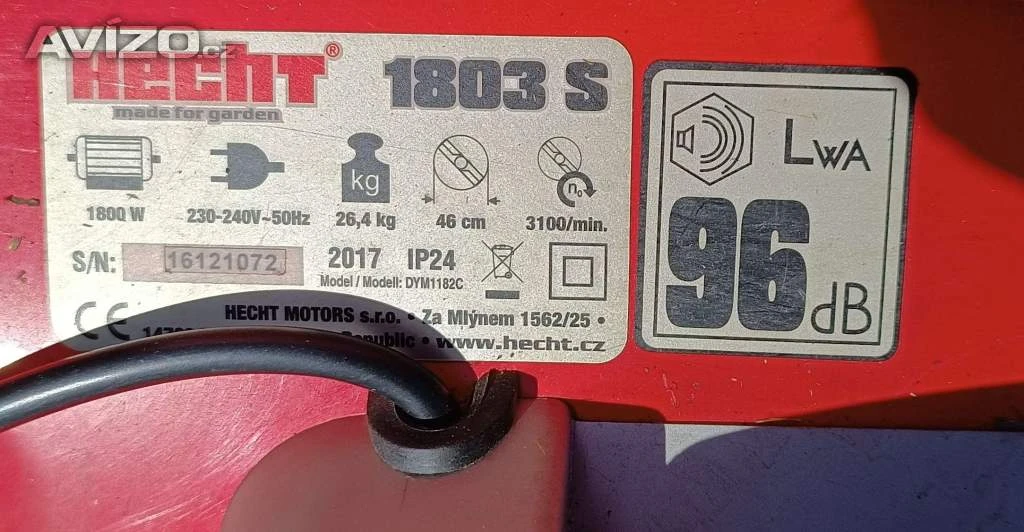 AVÍZO.cz
HECHT®
made for garden
1803 S
kg
n₀
1800 W
230-240V~50Hz
26,4 kg
46 cm
3100/min.
S/N: 16121072
2017 IP24
Model / Modell: DYM1182C
CE
HECHT MOTORS s.r.o. • Za Mlýnem 1562/25 •
Republic • www.hecht.cz
LWA
96 dB